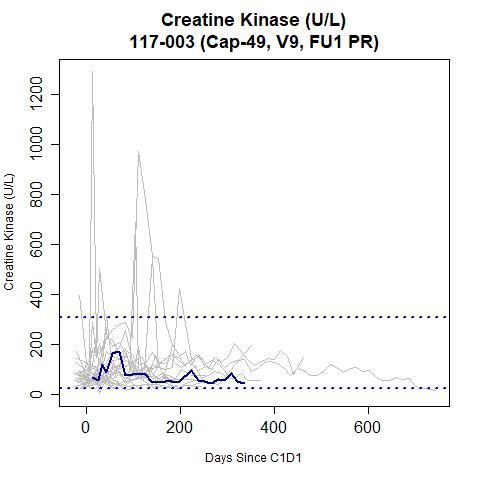 Creatine Kinase (U/L)
117-003 (Cap-49, V9, FU1 PR)
Creatine Kinase (U/L)
1200
1000
800
600
400
200
0
0 200 400 600
Days Since C1D1